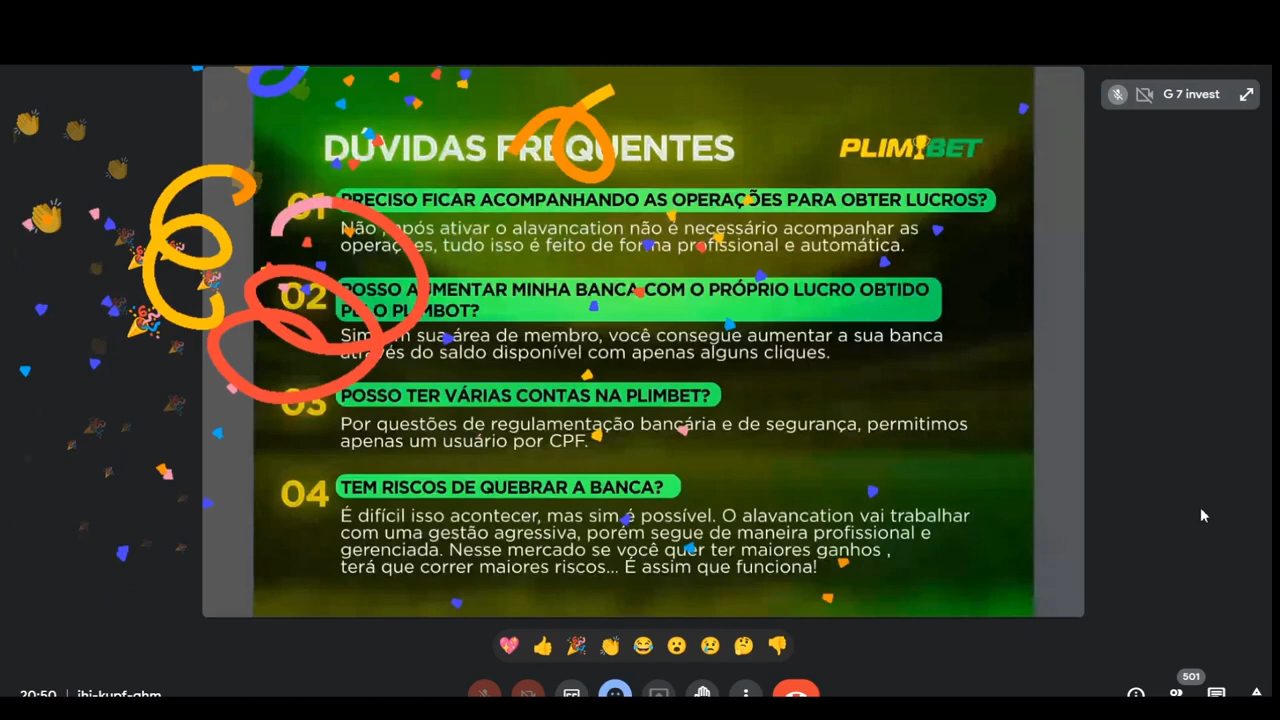 G 7 invest
DÚVIDAS FREQUENTES
PLIMBET
01 PRECISO FICAR ACOMPANHANDO AS OPERAÇÕES PARA OBTER LUCROS?
Não, após ativar o alavancation não é necessário acompanhar as
operações, tudo isso é feito de forma profissional e automática.
02 POSSO AUMENTAR MINHA BANCA COM O PRÓPRIO LUCRO OBTIDO
PELO PLIMBOT?
Sim, em sua área de membro, você consegue aumentar a sua banca
através do saldo disponível com apenas alguns cliques.
03 POSSO TER VÁRIAS CONTAS NA PLIMBET?
Por questões de regulamentação bancária e de segurança, permitimos
apenas um usuário por CPF.
04 TEM RISCOS DE QUEBRAR A BANCA?
É difícil isso acontecer, mas sim é possível. O alavancation vai trabalhar
com uma gestão agressiva, porém segue de maneira profissional e
gerenciada. Nesse mercado se você quer ter maiores ganhos ,
terá que correr maiores riscos... É assim que funciona!
501
20:50